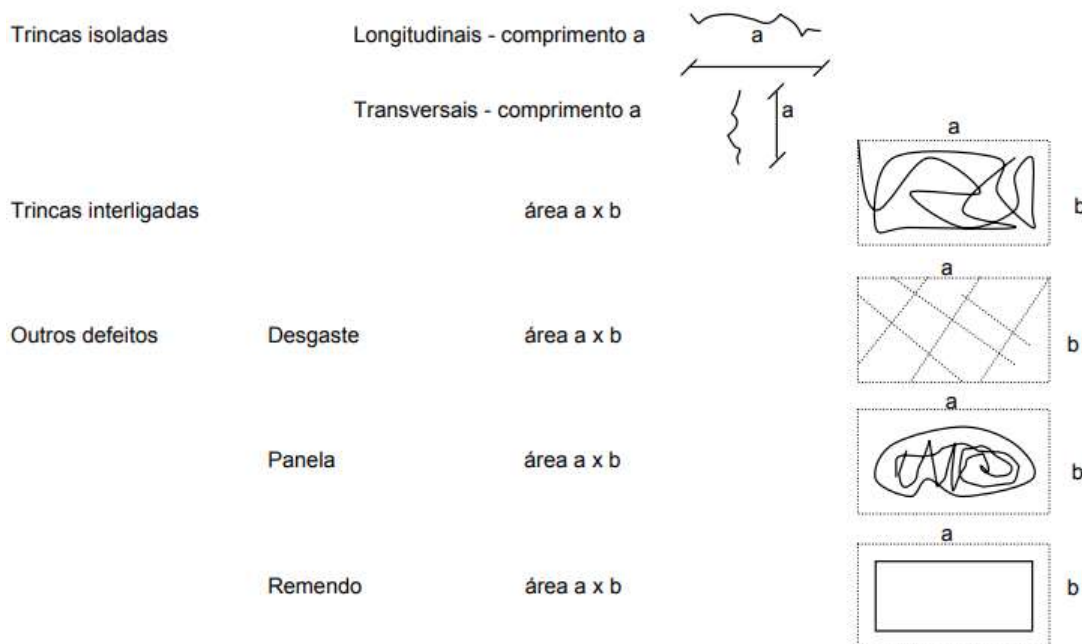 Trincas isoladas Longitudinais - comprimento a a
Transversais - comprimento a a
a
Trincas interligadas área a x b b
a
Outros defeitos Desgaste área a x b b
a
Panela área a x b b
a
Remendo área a x b b